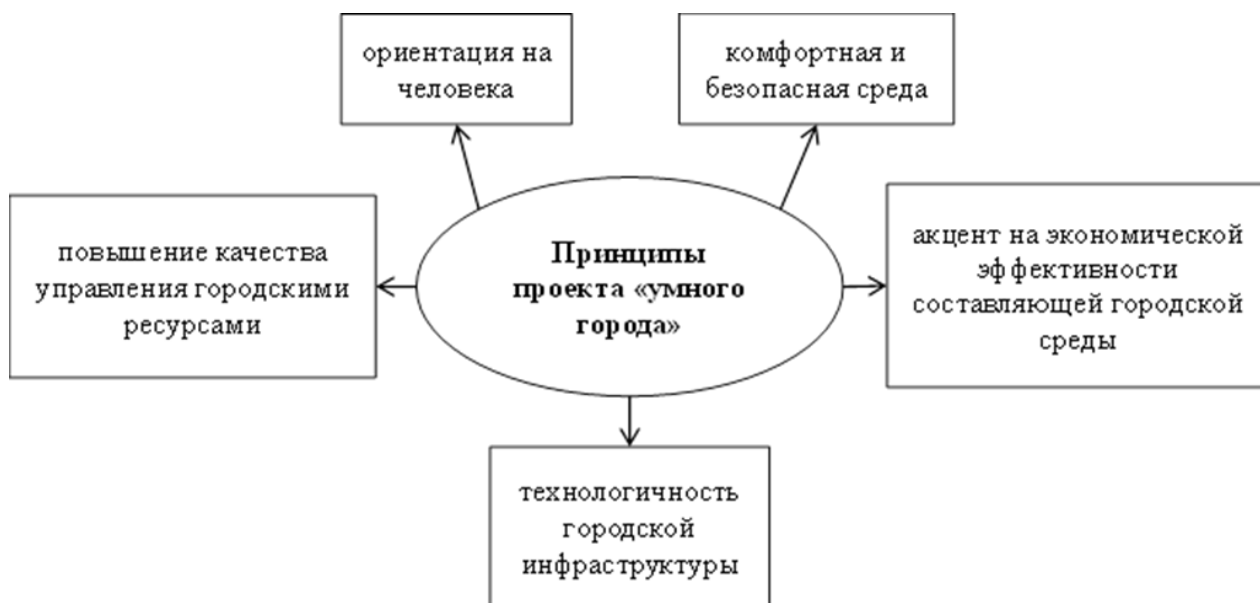 ориентация на
человека
комфортная и
безопасная среда
повышение качества
управления городскими
ресурсами
Принципы
проекта «умного
города»
акцент на экономической
эффективности
составляющей городской
среды
технологичность
городской
инфраструктуры